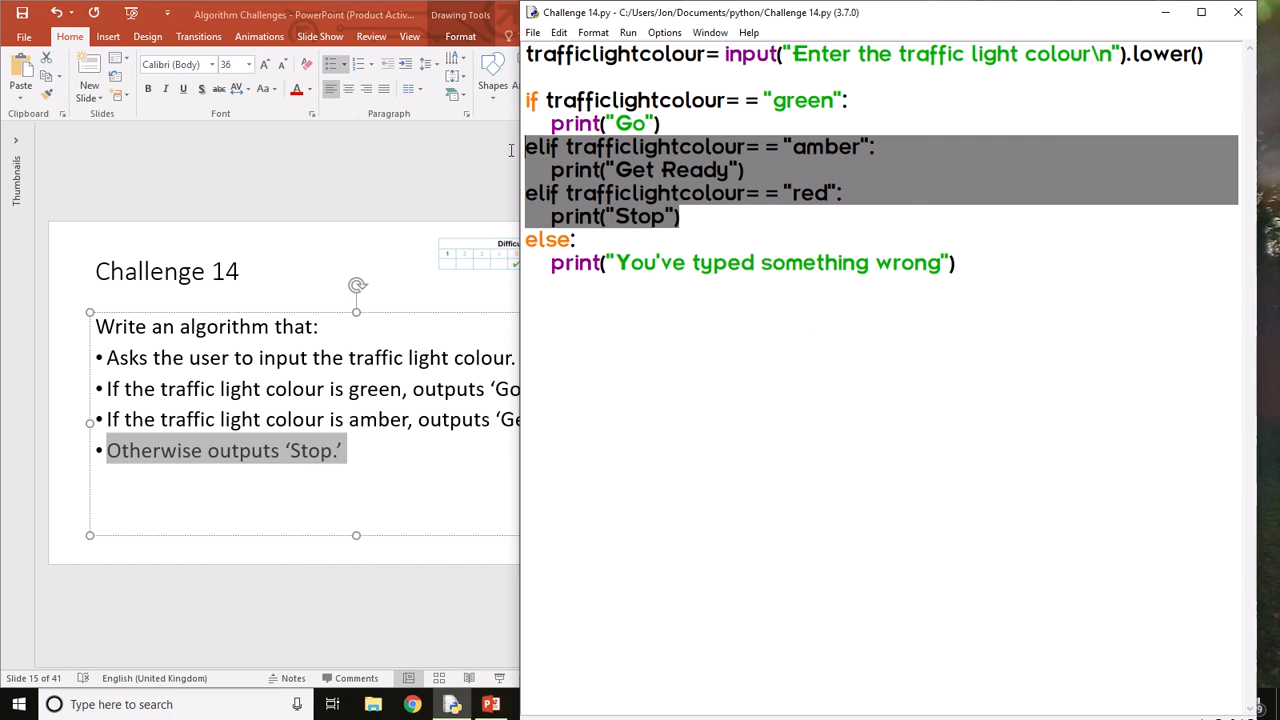 Algorithm Challenges - PowerPoint (Product Activ...
Drawing Tools
File Home Insert Design Transitions Animations Slide Show Review View Format
Calibri (Body) 36
Paste
New
Slide
Shapes
Clipboard Font Paragraph
Thumbnails
Challenge 14
Difficu
1 2 3 4 5
Write an algorithm that:
• Asks the user to input the traffic light colour.
• If the traffic light colour is green, outputs ‘Go
• If the traffic light colour is amber, outputs ‘Ge
• Otherwise outputs ‘Stop.’
Slide 15 of 41 English (United Kingdom) Notes Comments
Type here to search
Challenge 14.py - C:/Users/Jon/Documents/python/Challenge 14.py (3.7.0)
File Edit Format Run Options Window Help
trafficlightcolour= input("Enter the traffic light colour\n").lower()
if trafficlightcolour= = "green":
print("Go")
elif trafficlightcolour= = "amber":
print("Get Ready")
elif trafficlightcolour= = "red":
print("Stop")
else:
print("You've typed something wrong")